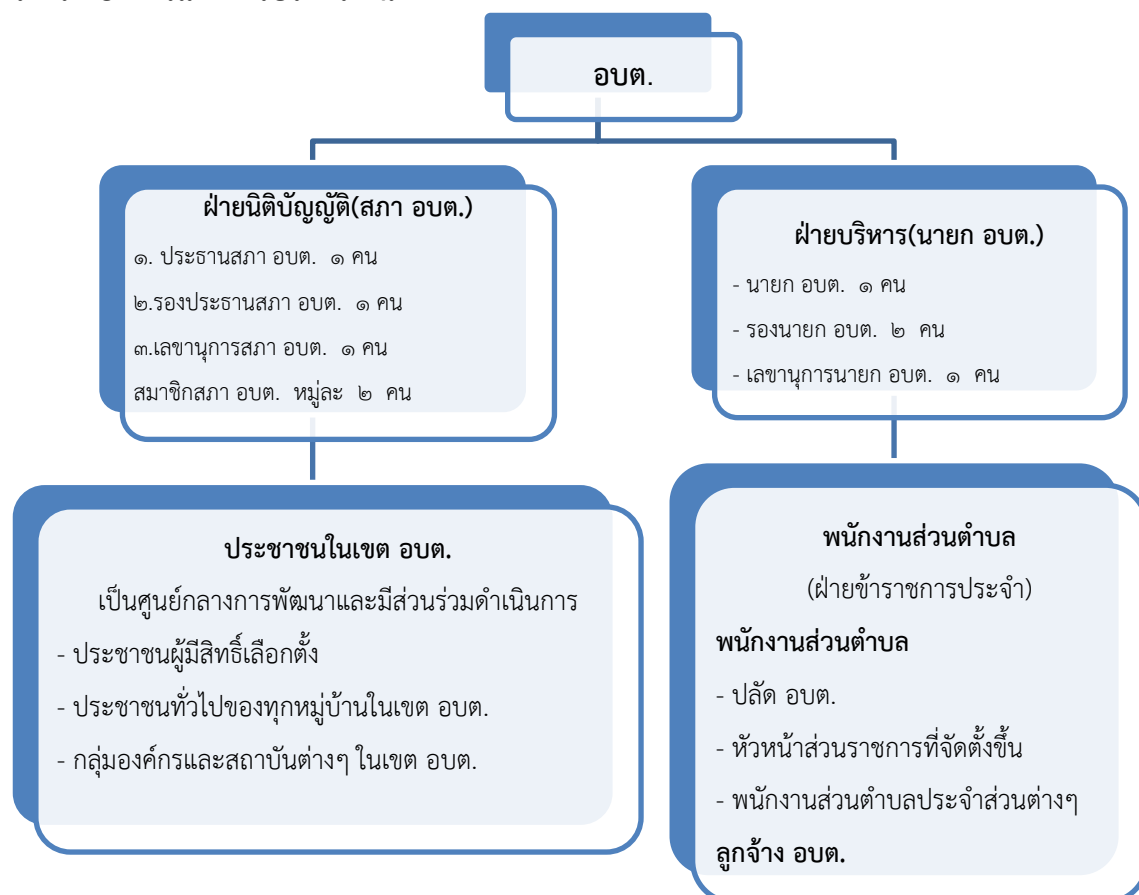 อบต.
ฝ่ายนิติบัญญัติ(สภา อบต.)
๑. ประธานสภา อบต. ๑ คน
๒.รองประธานสภา อบต. ๑ คน
๓.เลขานุการสภา อบต. ๑ คน
สมาชิกสภา อบต. หมู่ละ ๒ คน
ฝ่ายบริหาร(นายก อบต.)
- นายก อบต. ๑ คน
- รองนายก อบต. ๒ คน
- เลขานุการนายก อบต. ๑ คน
ประชาชนในเขต อบต.
เป็นศูนย์กลางการพัฒนาและมีส่วนร่วมดำเนินการ
- ประชาชนผู้มีสิทธิ์เลือกตั้ง
- ประชาชนทั่วไปของทุกหมู่บ้านในเขต อบต.
- กลุ่มองค์กรและสถาบันต่างๆ ในเขต อบต.
พนักงานส่วนตำบล
(ฝ่ายข้าราชการประจำ)
พนักงานส่วนตำบล
- ปลัด อบต.
- หัวหน้าส่วนราชการที่จัดตั้งขึ้น
- พนักงานส่วนตำบลประจำส่วนต่างๆ
ลูกจ้าง อบต.